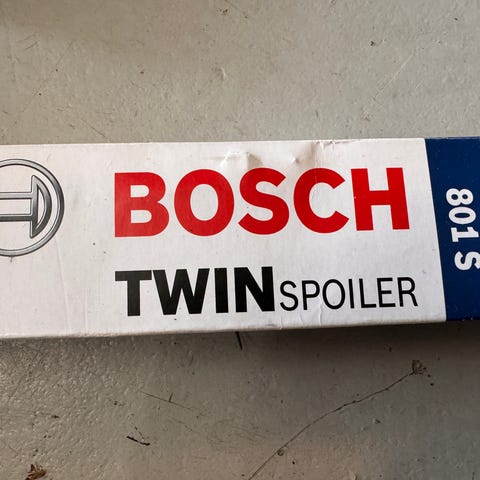 BOSCH
TWINSPOILER
801 S